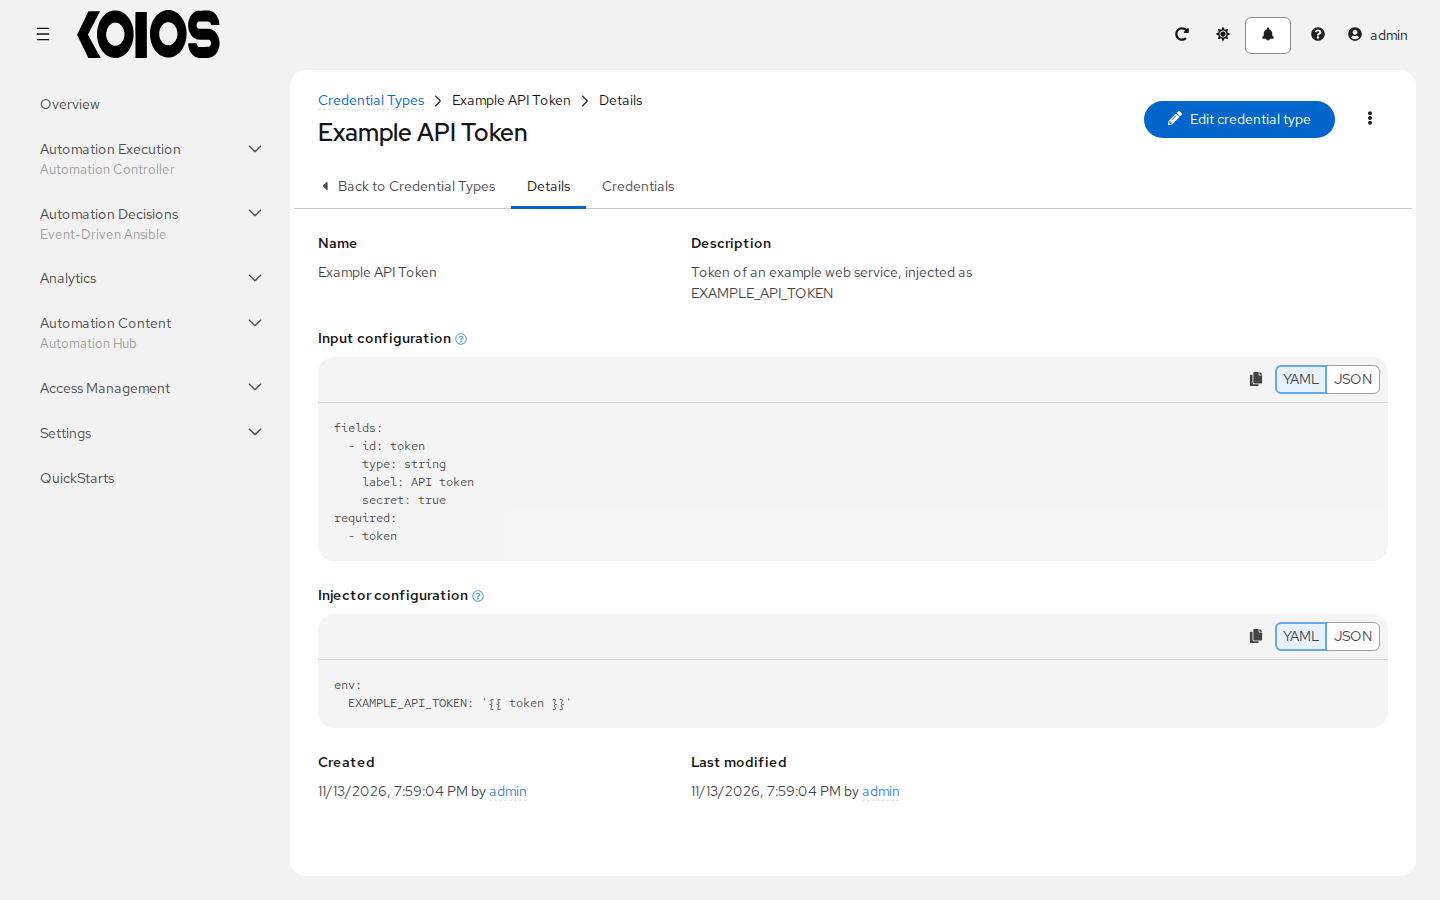 KOIOS
admin
Overview
Automation Execution
Automation Controller
Automation Decisions
Event-Driven Ansible
Analytics
Automation Content
Automation Hub
Access Management
Settings
QuickStarts
Credential Types > Example API Token > Details
Example API Token
Edit credential type
Back to Credential Types
Details
Credentials
Name
Example API Token
Description
Token of an example web service, injected as
EXAMPLE_API_TOKEN
Input configuration
YAML JSON
fields:
  - id: token
    type: string
    label: API token
    secret: true
required:
  - token
Injector configuration
YAML JSON
env:
  EXAMPLE_API_TOKEN: '{{ token }}'
Created
11/13/2026, 7:59:04 PM by admin
Last modified
11/13/2026, 7:59:04 PM by admin